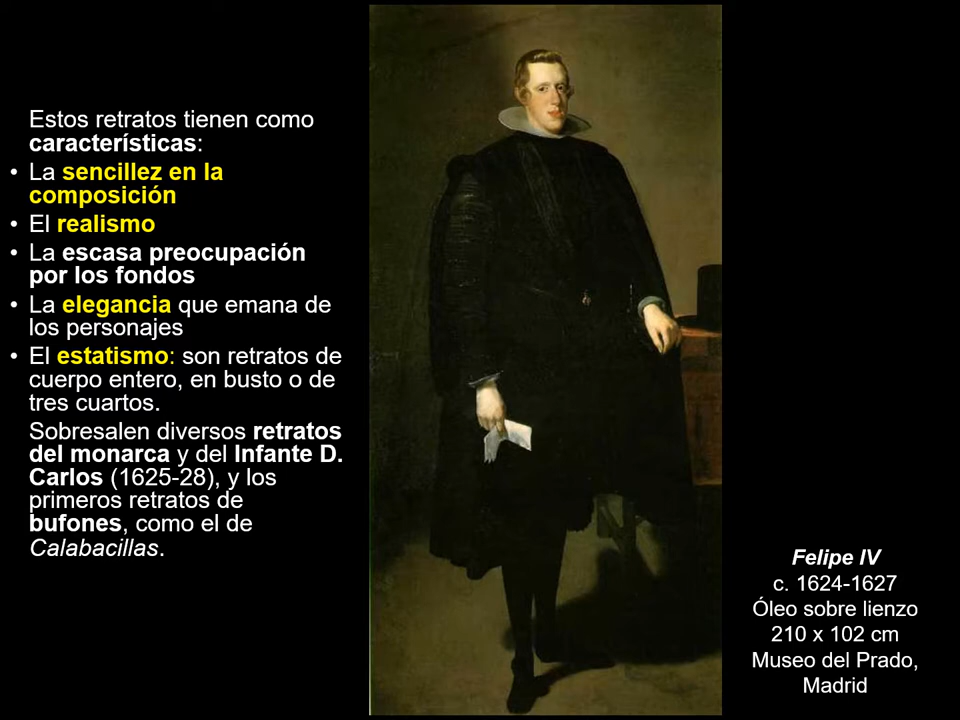 Estos retratos tienen como
características:
• La sencillez en la
composición
• El realismo
• La escasa preocupación
por los fondos
• La elegancia que emana de
los personajes
• El estatismo: son retratos de
cuerpo entero, en busto o de
tres cuartos.
Sobresalen diversos retratos
del monarca y del Infante D.
Carlos (1625-28), y los
primeros retratos de
bufones, como el de
Calabacillas.
Felipe IV
c. 1624-1627
Óleo sobre lienzo
210 x 102 cm
Museo del Prado,
Madrid